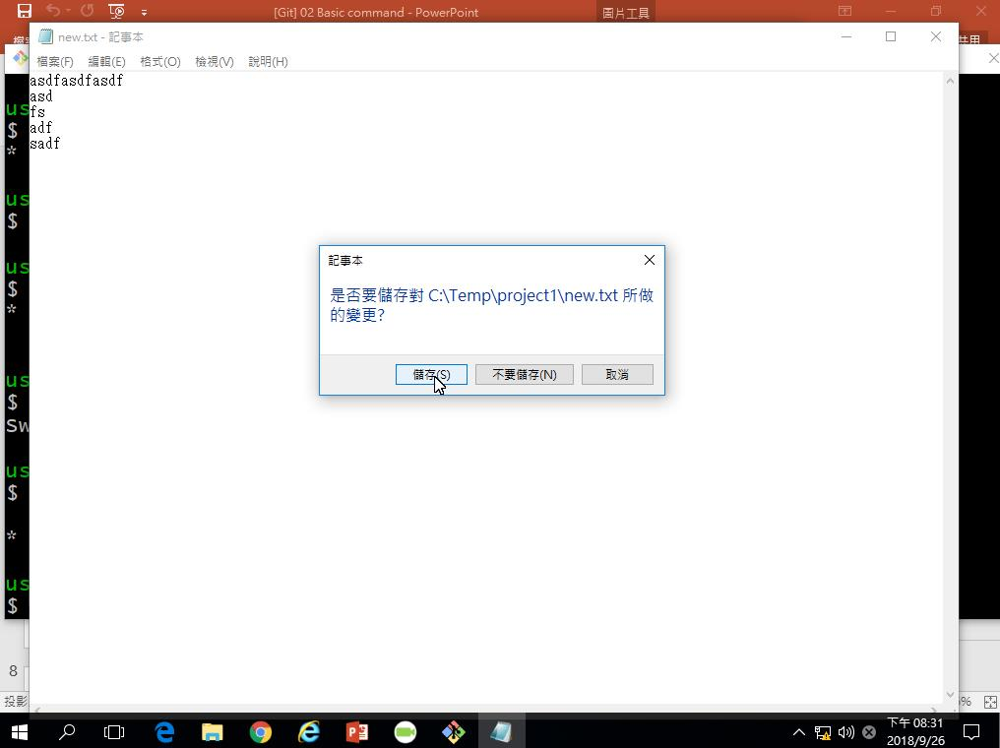 [Git] 02 Basic command - PowerPoint
圖片工具
new.txt - 記事本
檔案(F) 編輯(E) 格式(O) 檢視(V) 說明(H)
共用
asdfasdfasdf
asd
fs
adf
sadf
us
$
*
us
$
us
$
*
us
$
Sw
us
$
*
us
$
記事本
是否要儲存對 C:\Temp\project1\new.txt 所做
的變更?
儲存(S) 不要儲存(N) 取消
8
投影
%
下午 08:31
2018/9/26